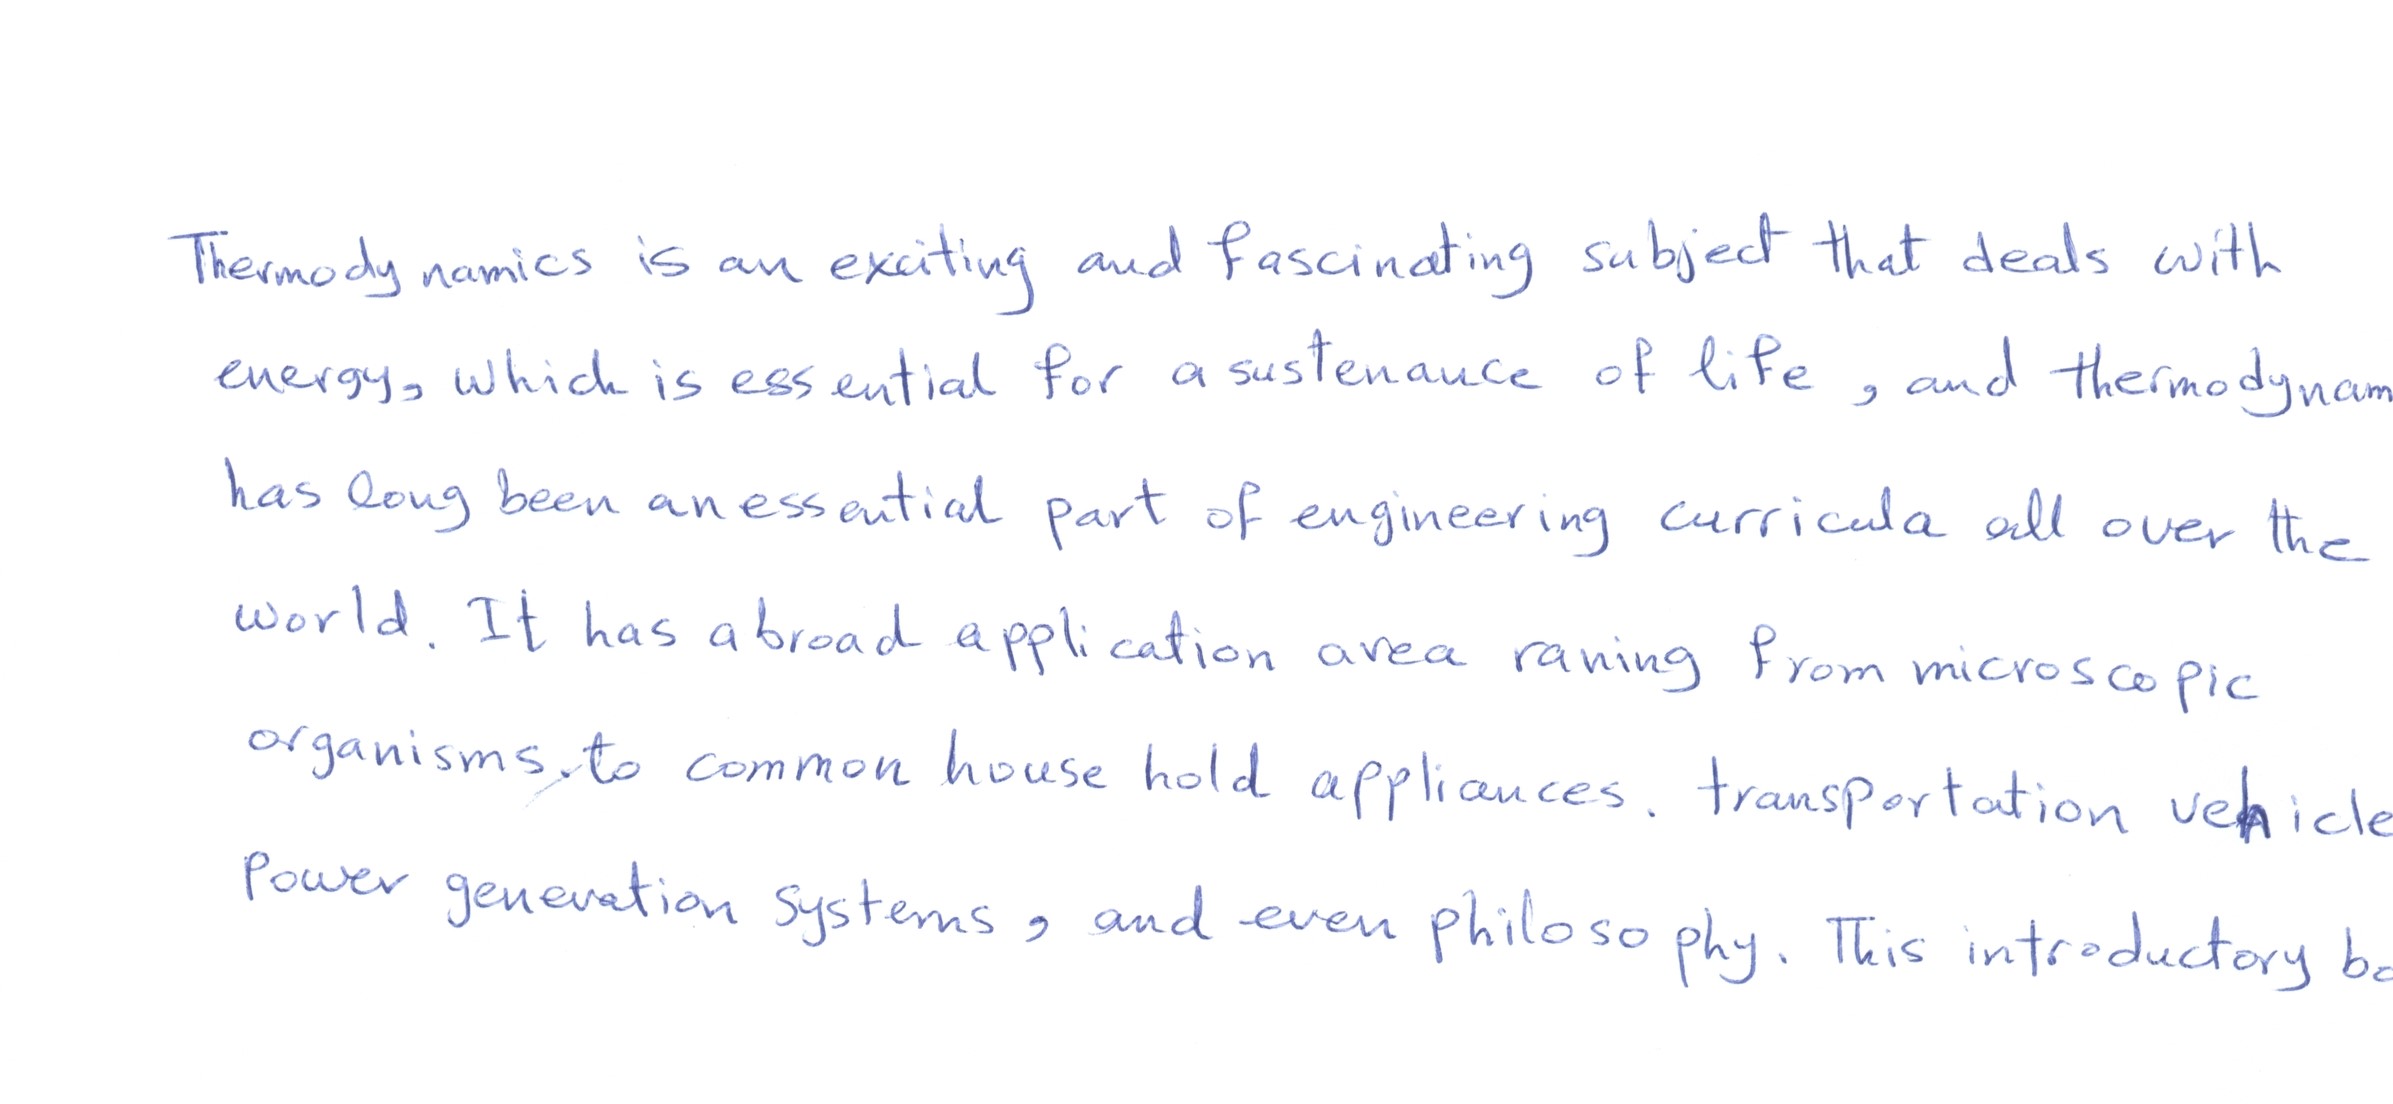 Thermodynamics is an exciting and fascinating subject that deals with
energy, which is essential for a sustenance of life, and thermodynam
has long been an essential part of engineering curricula all over the
world. It has a broad application area raning from microscopic
organisms, to common house hold appliances. transportation vehicle
Power generation systems, and even philosophy. This introductory bo